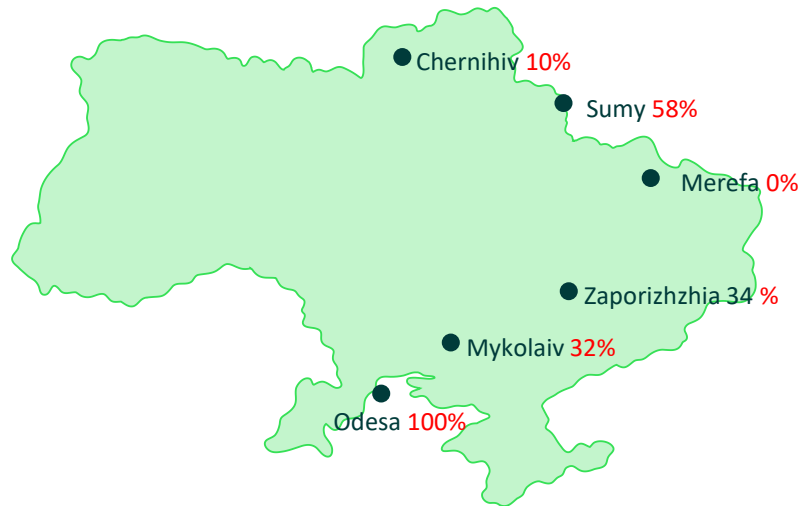 Chernihiv 10%
Sumy 58%
Merefa 0%
Zaporizhzhia 34 %
Mykolaiv 32%
Odesa 100%